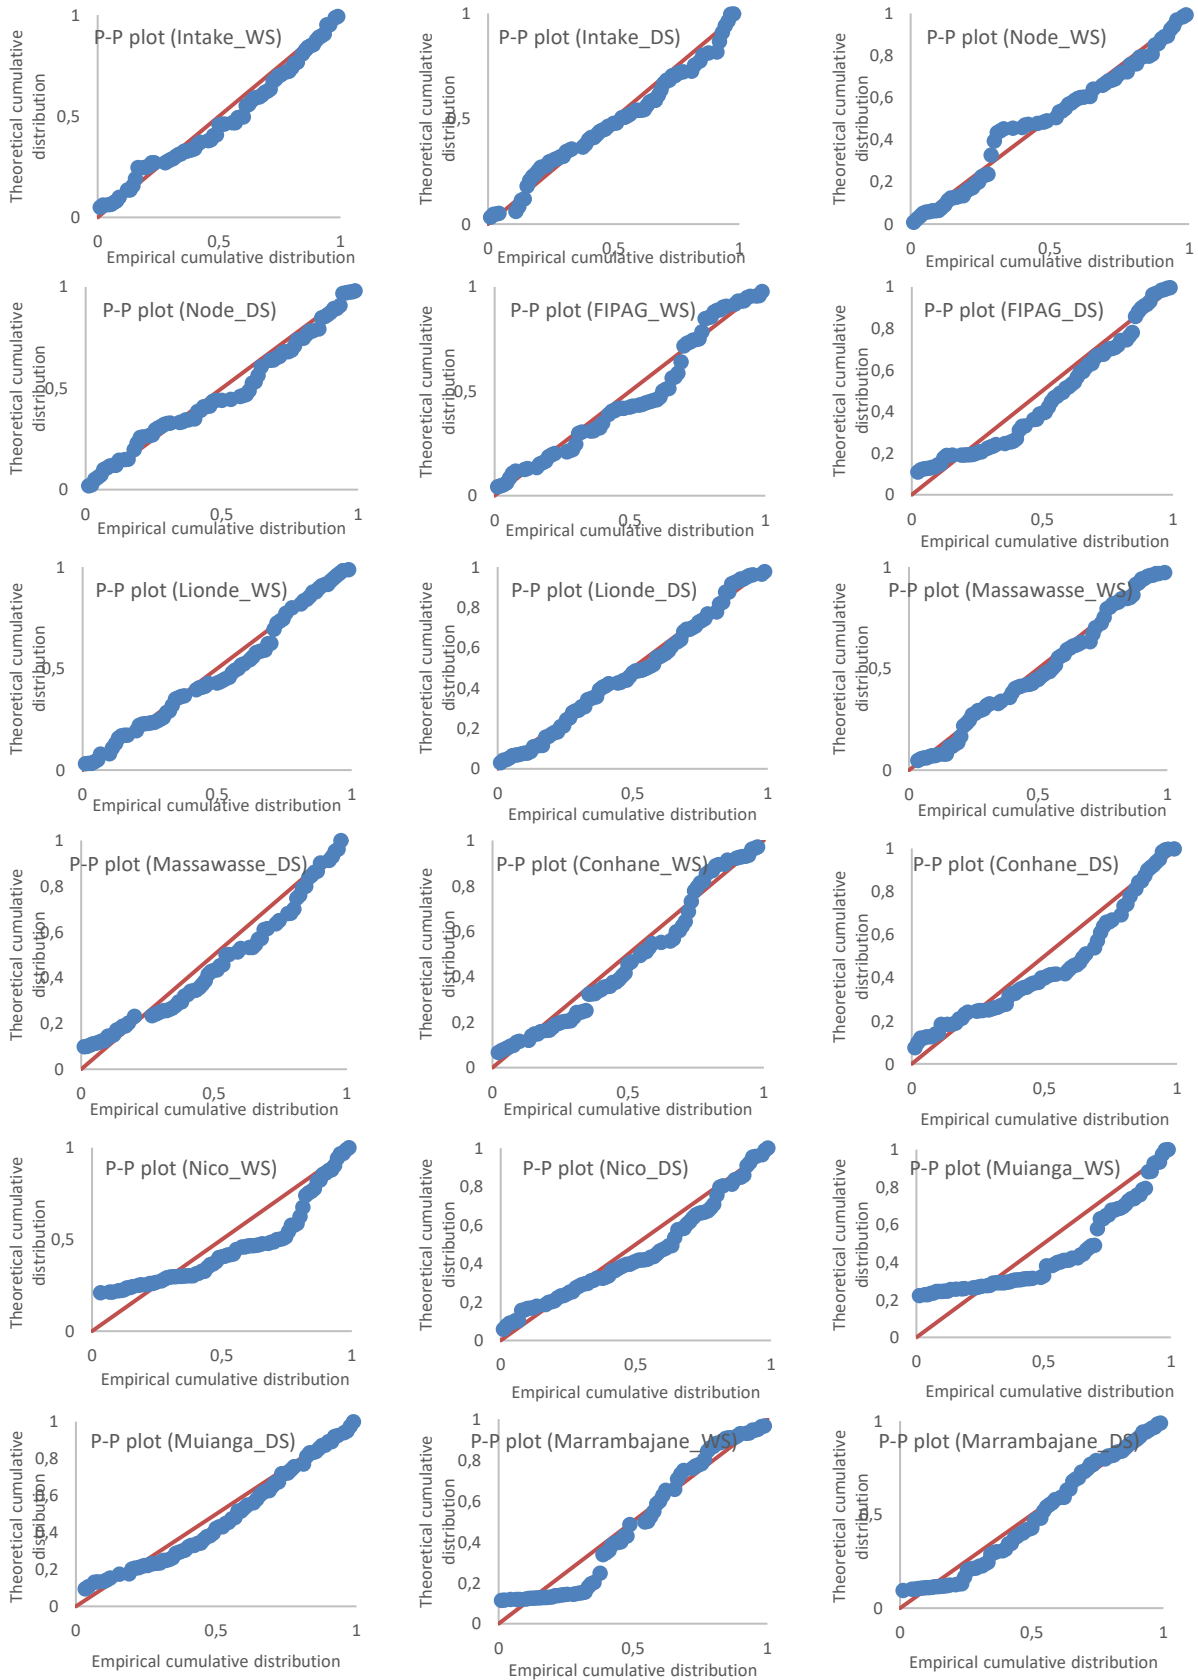 P-P plot (Intake_WS)
Theoretical cumulative
distribution
1
0,5
0
0
0,5
1
Empirical cumulative distribution
P-P plot (Intake_DS)
Theoretical cumulative
distribution
1
0,5
0
0
0,5
1
Empirical cumulative distribution
P-P plot (Node_WS)
Theoretical cumulative
distribution
1
0,8
0,6
0,4
0,2
0
0
0,5
1
Empirical cumulative distribution
P-P plot (Node_DS)
Theoretical cumulative
distribution
1
0,5
0
0
0,5
1
Empirical cumulative distribution
P-P plot (FIPAG_WS)
Theoretical cumulative
distribution
1
0,5
0
0
0,5
1
Empirical cumulative distribution
P-P plot (FIPAG_DS)
Theoretical cumulative
distribution
1
0,8
0,6
0,4
0,2
0
0
0,5
1
Empirical cumulative distribution
P-P plot (Lionde_WS)
Theoretical cumulative
distribution
1
0,5
0
0
0,5
1
Empirical cumulative distribution
P-P plot (Lionde_DS)
Theoretical cumulative
distribution
1
0,8
0,6
0,4
0,2
0
0
0,5
1
Empirical cumulative distribution
P-P plot (Massawasse_WS)
Theoretical cumulative
distribution
1
0,5
0
0
0,5
1
Empirical cumulative distribution
P-P plot (Massawasse_DS)
Theoretical cumulative
distribution
1
0,8
0,6
0,4
0,2
0
0
0,5
1
Empirical cumulative distribution
P-P plot (Conhane_WS)
Theoretical cumulative
distribution
1
0,8
0,6
0,4
0,2
0
0
0,5
1
Empirical cumulative distribution
P-P plot (Conhane_DS)
Theoretical cumulative
distribution
1
0,8
0,6
0,4
0,2
0
0
0,5
1
Empirical cumulative distribution
P-P plot (Nico_WS)
Theoretical cumulative
distribution
1
0,5
0
0
0,5
1
Empirical cumulative distribution
P-P plot (Nico_DS)
Theoretical cumulative
distribution
1
0,8
0,6
0,4
0,2
0
0
0,5
1
Empirical cumulative distribution
P-P plot (Muianga_WS)
Theoretical cumulative
distribution
1
0,8
0,6
0,4
0,2
0
0
0,5
1
Empirical cumulative distribution
P-P plot (Muianga_DS)
Theoretical cumulative
distribution
1
0,8
0,6
0,4
0,2
0
0
0,5
1
Empirical cumulative distribution
P-P plot (Marrambajane_WS)
Theoretical cumulative
distribution
1
0,8
0,6
0,4
0,2
0
0
0,5
1
Empirical cumulative distribution
P-P plot (Marrambajane_DS)
Theoretical cumulative
distribution
1
0,5
0
0
0,5
1
Empirical cumulative distribution